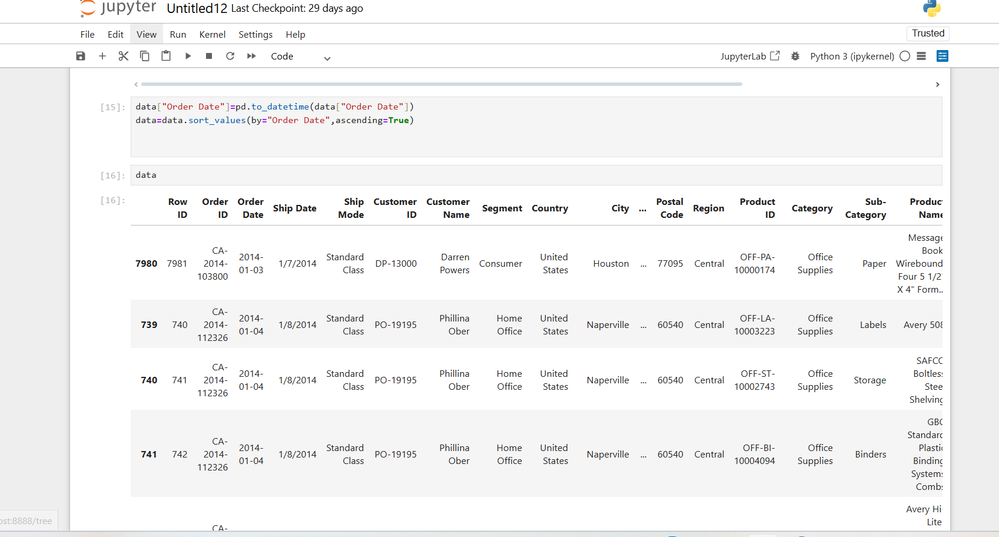 jupyter Untitled12 Last Checkpoint: 29 days ago
File Edit View Run Kernel Settings Help Trusted
Code JupyterLab Python 3 (ipykernel)
[15]: data["Order Date"]=pd.to_datetime(data["Order Date"])
data=data.sort_values(by="Order Date",ascending=True)
[16]: data
[16]:
Row ID Order ID Order Date Ship Date Ship Mode Customer ID Customer Name Segment Country City ... Postal Code Region Product ID Category Sub-Category Product Name
7980 7981 CA-2014-103800 2014-01-03 1/7/2014 Standard Class DP-13000 Darren Powers Consumer United States Houston ... 77095 Central OFF-PA-10000174 Office Supplies Paper Message Book Wirebound Four 5 1/2" X 4" Form..
739 740 CA-2014-112326 2014-01-04 1/8/2014 Standard Class PO-19195 Phillina Ober Home Office United States Naperville ... 60540 Central OFF-LA-10003223 Office Supplies Labels Avery 508
740 741 CA-2014-112326 2014-01-04 1/8/2014 Standard Class PO-19195 Phillina Ober Home Office United States Naperville ... 60540 Central OFF-ST-10002743 Office Supplies Storage SAFCO Boltless Stee Shelving
741 742 CA-2014-112326 2014-01-04 1/8/2014 Standard Class PO-19195 Phillina Ober Home Office United States Naperville ... 60540 Central OFF-BI-10004094 Office Supplies Binders GBC Standard Plastic Binding Systems Combs
CA- Avery Hi-Lite
ost:8888/tree